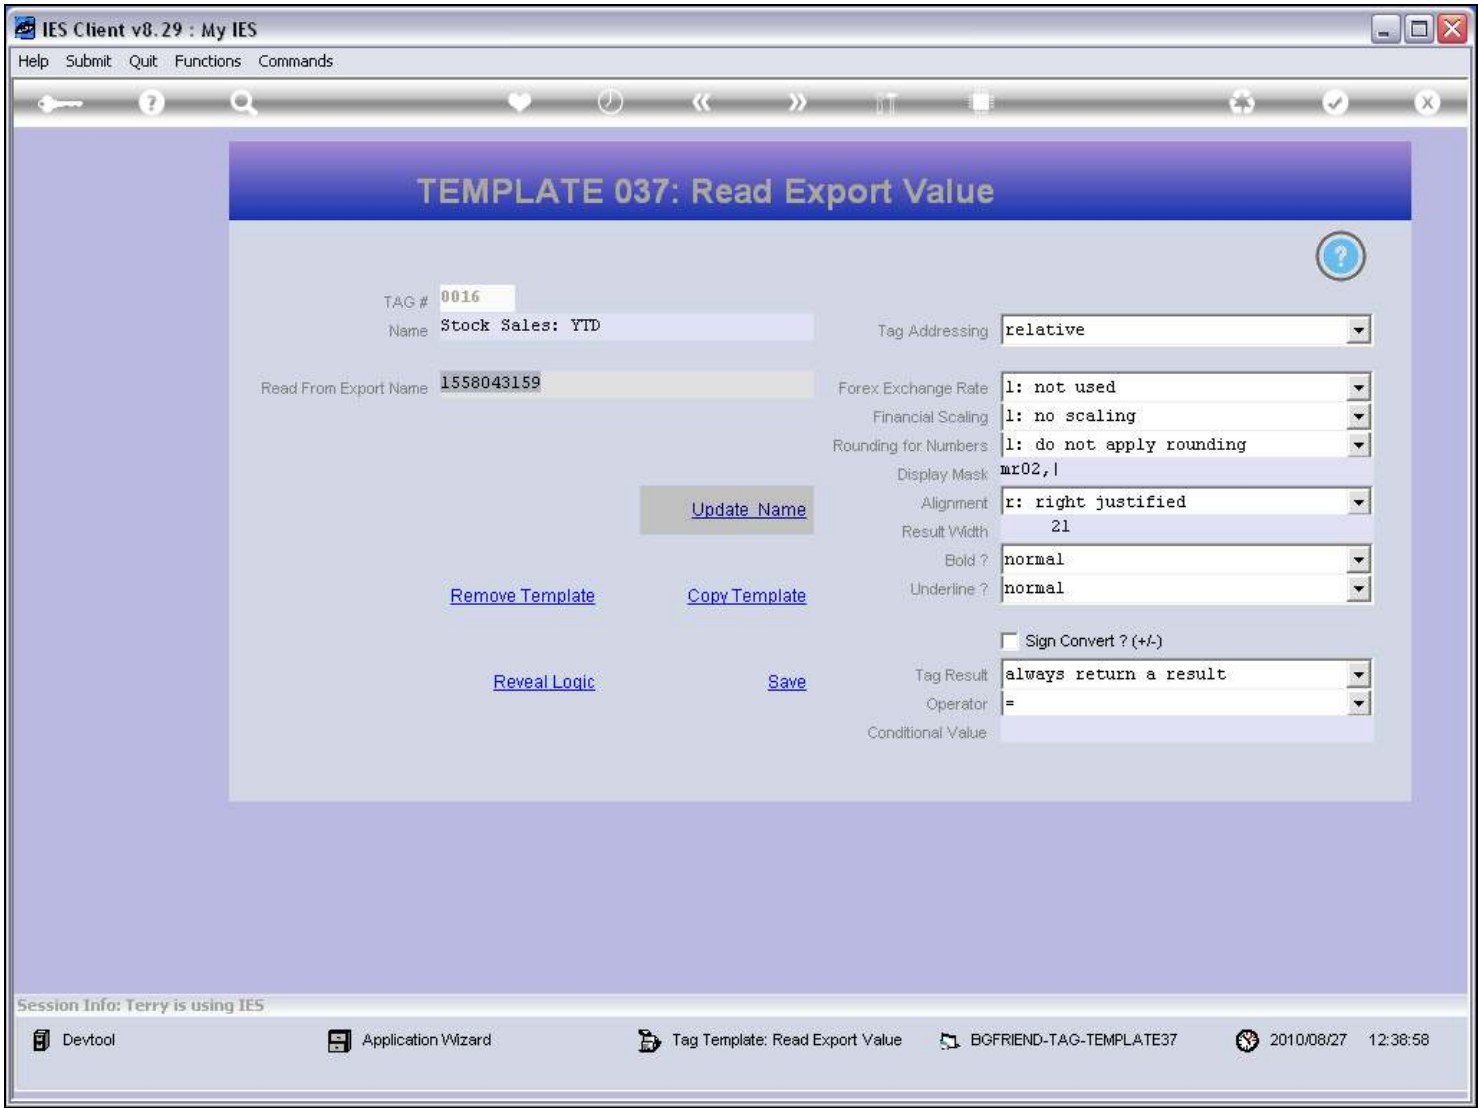 IES Client v8.29 : My IES
Help Submit Quit Functions Commands
TEMPLATE 037: Read Export Value
TAG # 0016
Name Stock Sales: YTD
Tag Addressing relative
Read From Export Name 1558043159
Forex Exchange Rate 1: not used
Financial Scaling 1: no scaling
Rounding for Numbers 1: do not apply rounding
Display Mask mr02,|
Update Name
Alignment r: right justified
Result Width 21
Bold ? normal
Remove Template Copy Template
Underline ? normal
Sign Convert ? (+/-)
Reveal Logic Save
Tag Result always return a result
Operator =
Conditional Value
Session Info: Terry is using IES
Devtool Application Wizard Tag Template: Read Export Value BGFRIEND-TAG-TEMPLATE37 2010/08/27 12:38:58